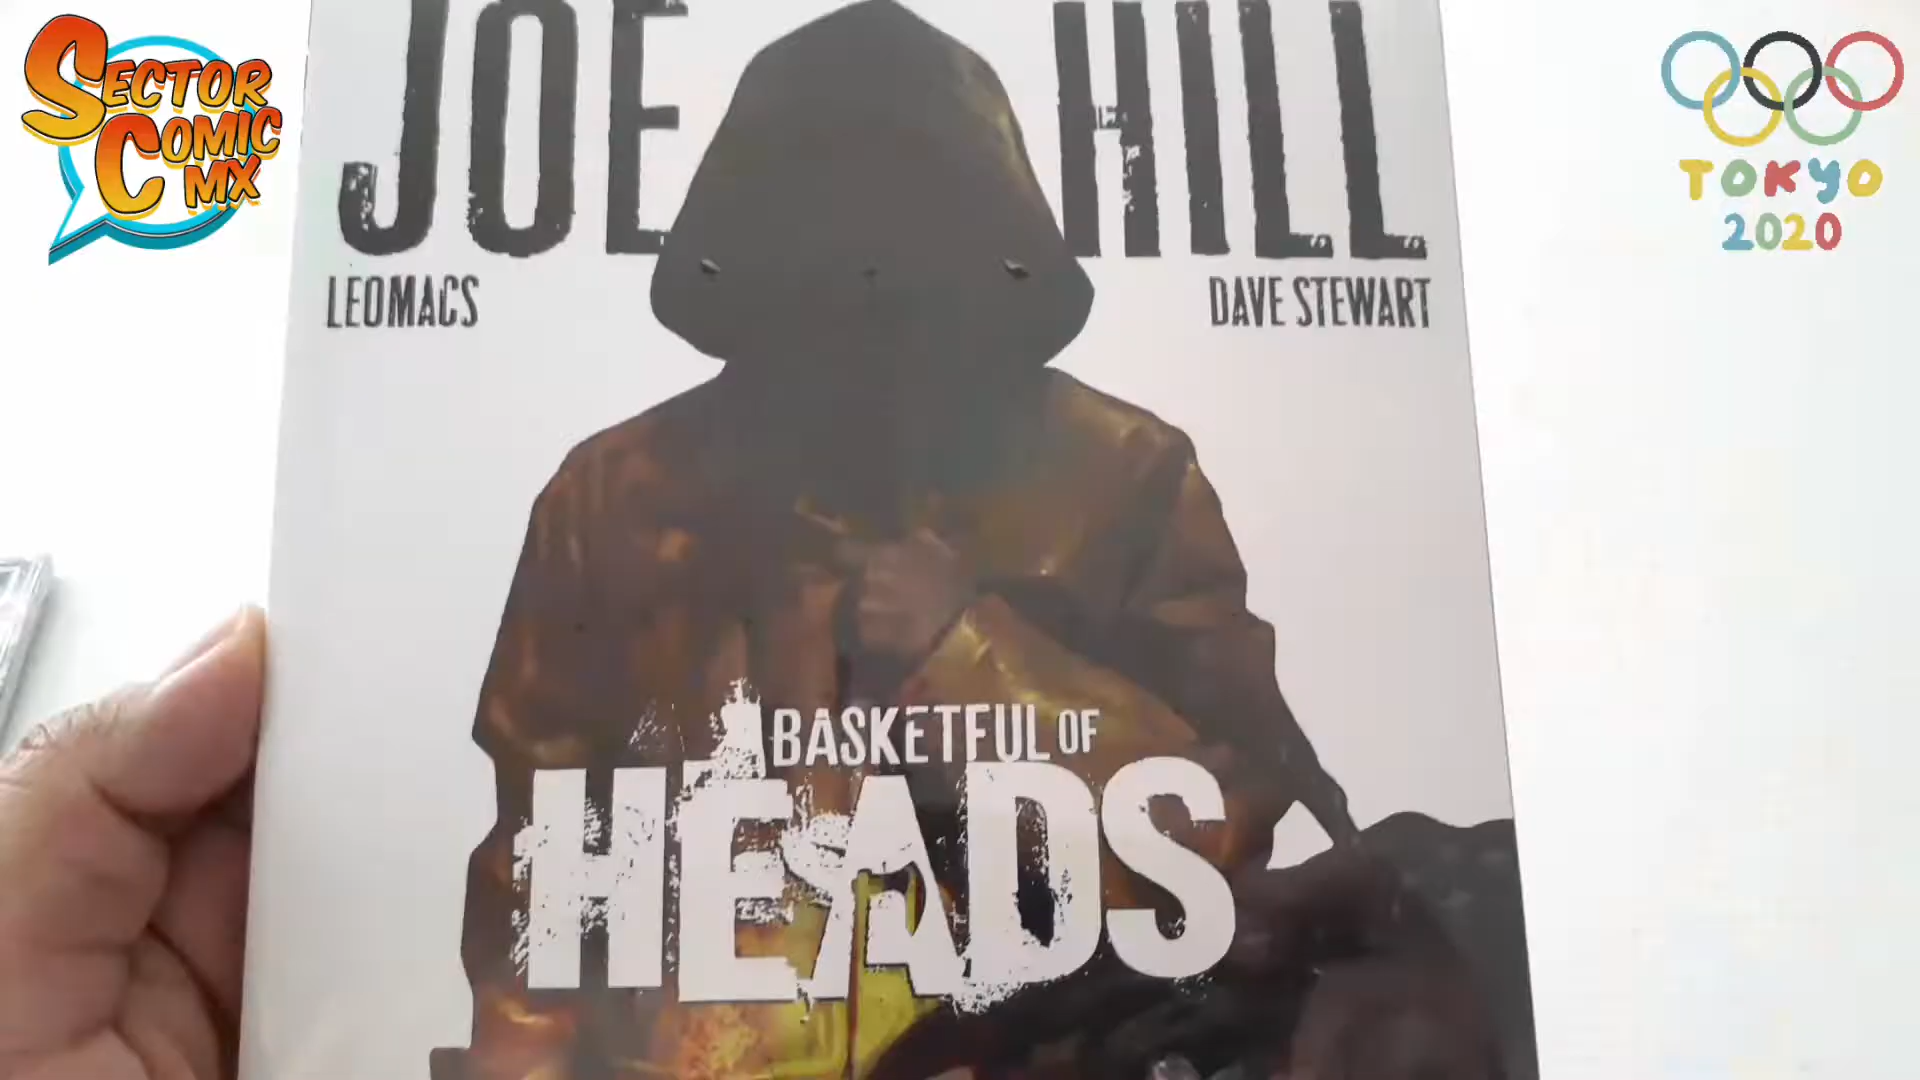 SECTOR
COMIC
MX
TOKYO
2020
JOE HILL
LEOMACS
DAVE STEWART
BASKETFUL OF
HEADS